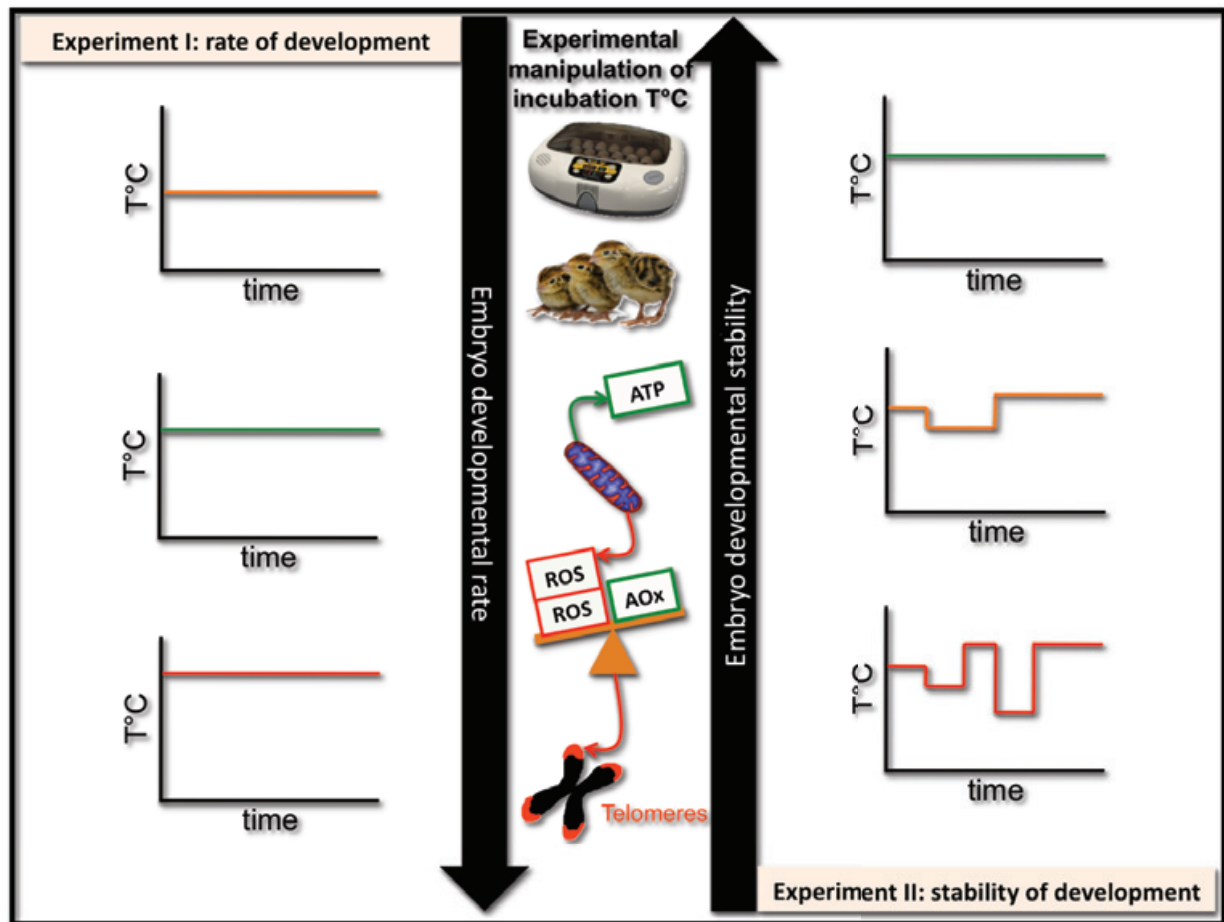 Experiment I: rate of development
T°C
time
T°C
time
T°C
time
Embryo developmental rate
Experimental
manipulation of
incubation T°C
ATP
ROS
ROS
AOx
Telomeres
Embryo developmental stability
T°C
time
T°C
time
T°C
time
Experiment II: stability of development